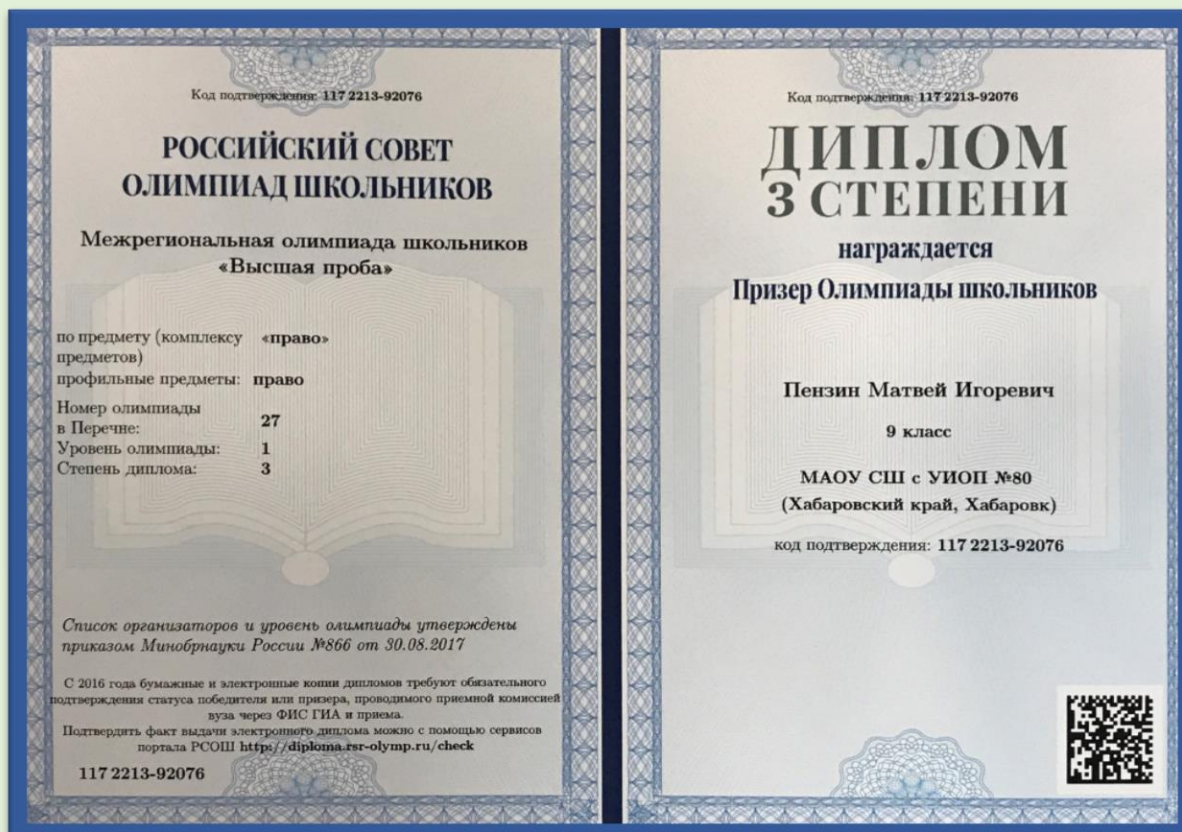 Код подтверждения: 117 2213-92076
РОССИЙСКИЙ СОВЕТ
ОЛИМПИАД ШКОЛЬНИКОВ
Межрегиональная олимпиада школьников
«Высшая проба»
по предмету (комплексу «право»
предметов)
профильные предметы: право
Номер олимпиады
в Перечне: 27
Уровень олимпиады: 1
Степень диплома: 3
Список организаторов и уровень олимпиады утверждены
приказом Минобрнауки России №866 от 30.08.2017
С 2016 года бумажные и электронные копии дипломов требуют обязательного
подтверждения статуса победителя или призера, проводимого приемной комиссией
вуза через ФИС ГИА и приема.
Подтвердить факт выдачи электронного диплома можно с помощью сервисов
портала РСОШ http://diploma.rsr-olymp.ru/check
117 2213-92076
Код подтверждения: 117 2213-92076
ДИПЛОМ
3 СТЕПЕНИ
награждается
Призер Олимпиады школьников
Пензин Матвей Игоревич
9 класс
МАОУ СШ с УИОП №80
(Хабаровский край, Хабаровк)
код подтверждения: 117 2213-92076